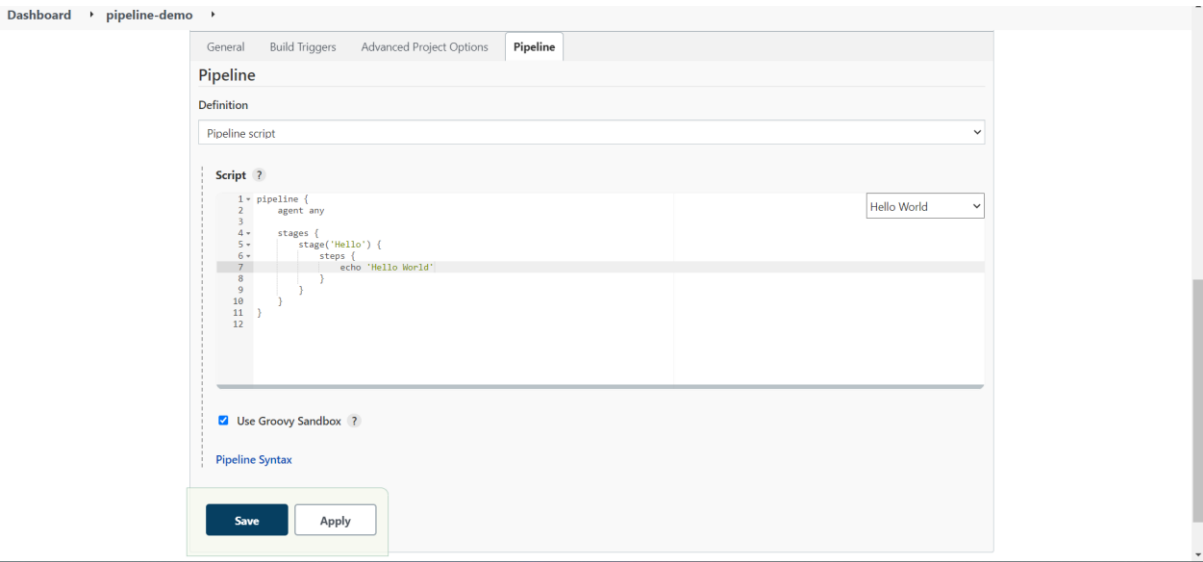 Dashboard pipeline-demo
General Build Triggers Advanced Project Options Pipeline
Pipeline
Definition
Pipeline script
Script ?
Hello World
1 pipeline {
2     agent any
3
4     stages {
5         stage('Hello') {
6             steps {
7                 echo 'Hello World'
8             }
9         }
10     }
11 }
12
Use Groovy Sandbox ?
Pipeline Syntax
Save Apply